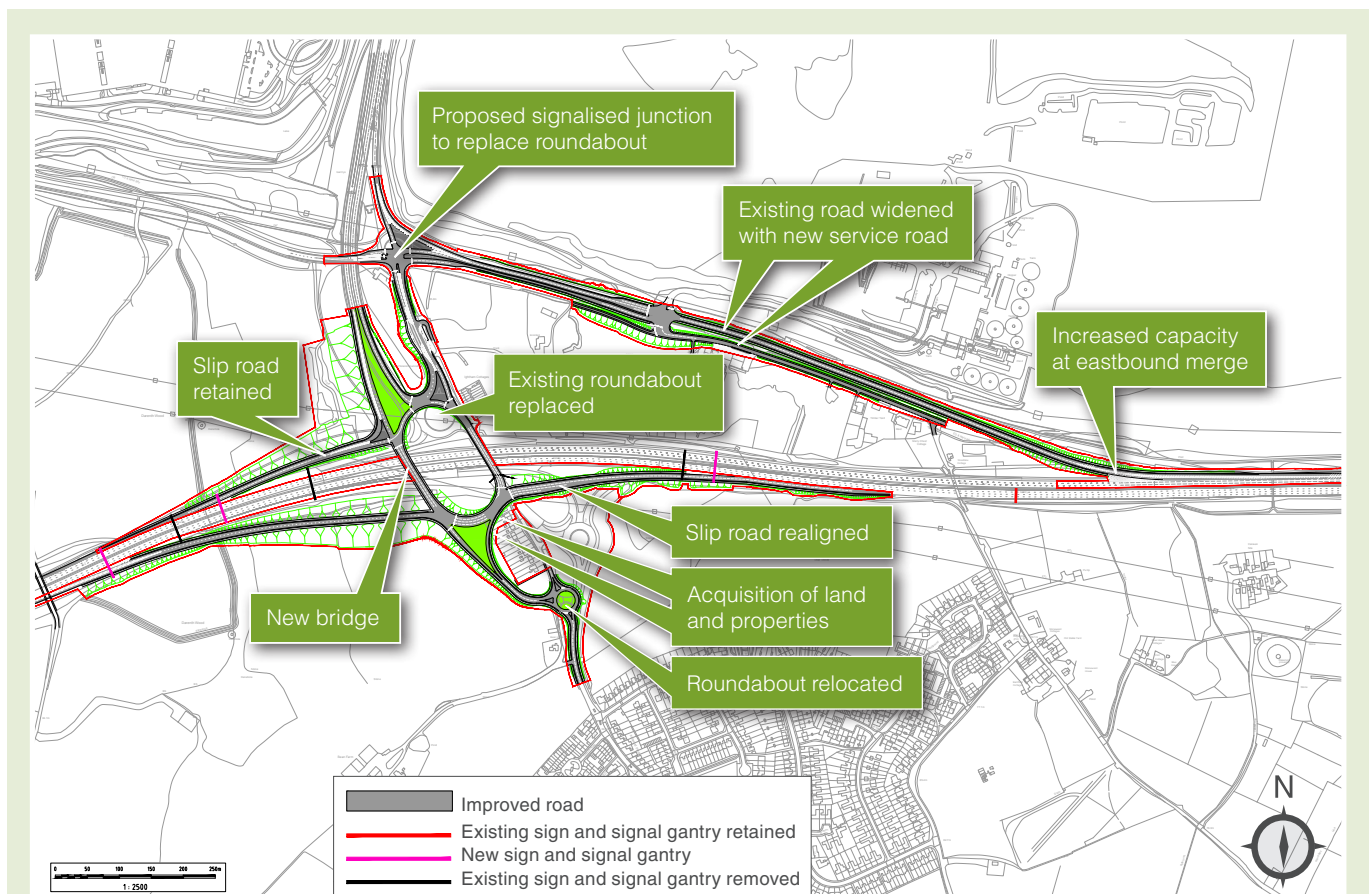 Proposed signalised junction
to replace roundabout
Existing road widened
with new service road
Increased capacity
at eastbound merge
Slip road
retained
Existing roundabout
replaced
Slip road realigned
New bridge
Acquisition of land
and properties
Roundabout relocated
Improved road
Existing sign and signal gantry retained
New sign and signal gantry
Existing sign and signal gantry removed
0 50 100 150 200 250m
1 : 2500
N